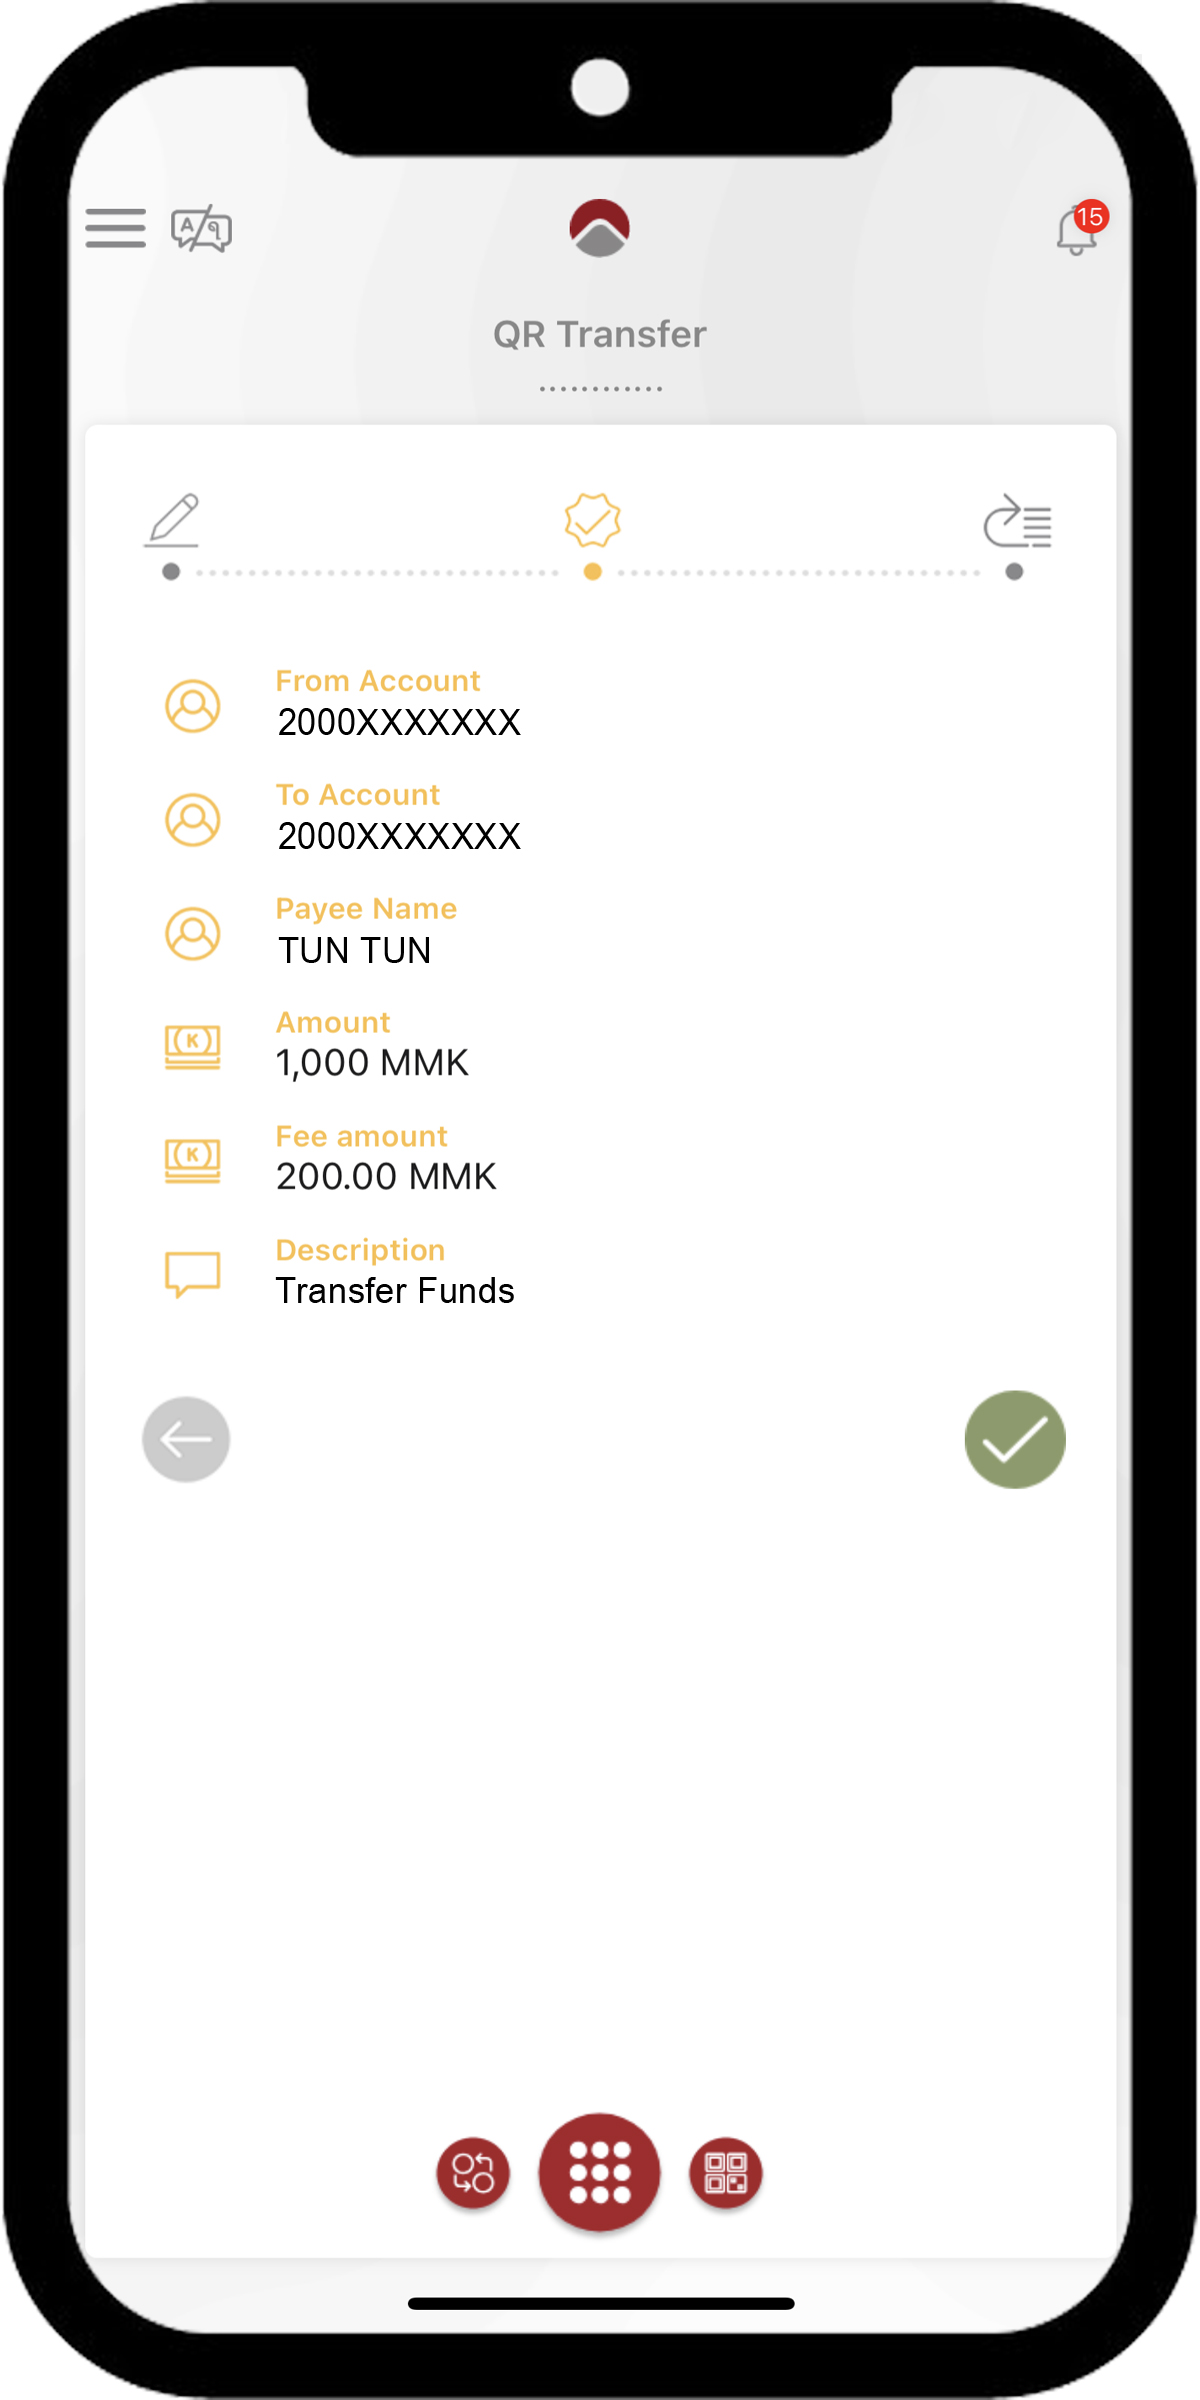 15
QR Transfer
From Account
2000XXXXXXX
To Account
2000XXXXXXX
Payee Name
TUN TUN
Amount
1,000 MMK
Fee amount
200.00 MMK
Description
Transfer Funds